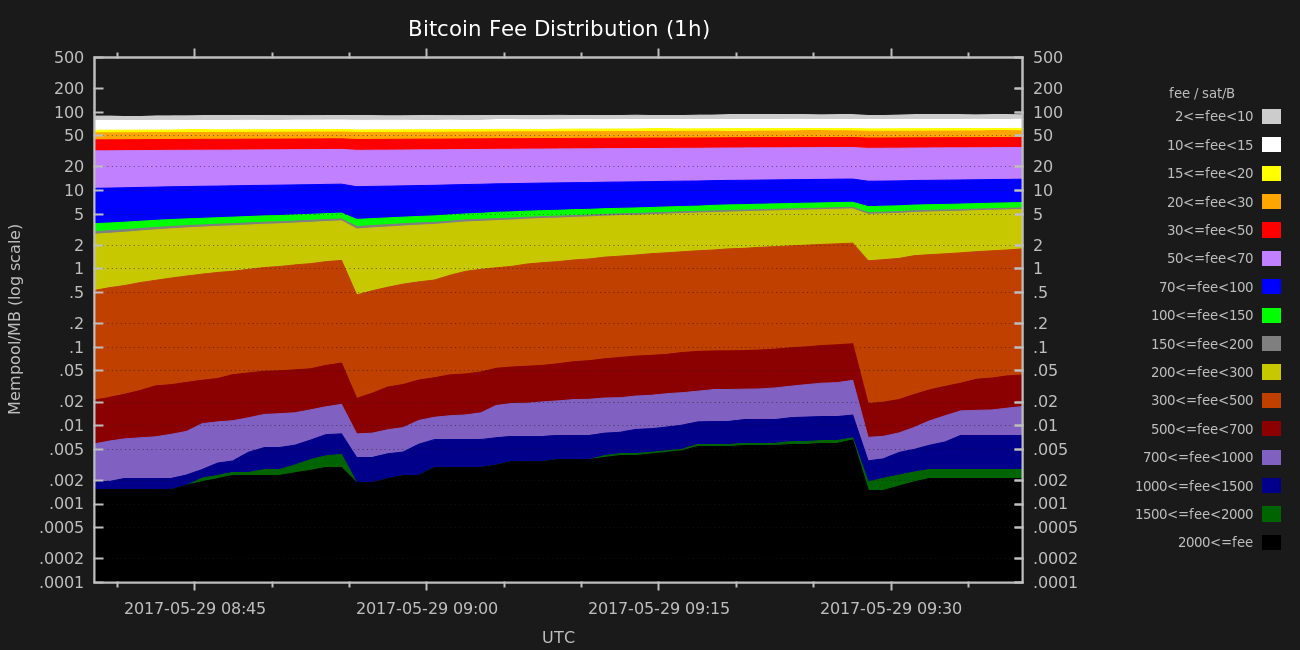 Bitcoin Fee Distribution (1h)
Mempool/MB (log scale)
500
200
100
50
20
10
5
2
1
.5
.2
.1
.05
.02
.01
.005
.002
.001
.0005
.0002
.0001
500
200
100
50
20
10
5
2
1
.5
.2
.1
.05
.02
.01
.005
.002
.001
.0005
.0002
.0001
2017-05-29 08:45
2017-05-29 09:00
2017-05-29 09:15
2017-05-29 09:30
UTC
fee / sat/B
2<=fee<10
10<=fee<15
15<=fee<20
20<=fee<30
30<=fee<50
50<=fee<70
70<=fee<100
100<=fee<150
150<=fee<200
200<=fee<300
300<=fee<500
500<=fee<700
700<=fee<1000
1000<=fee<1500
1500<=fee<2000
2000<=fee